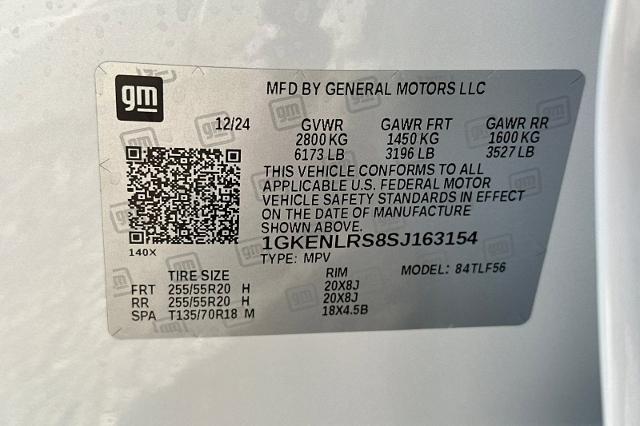 gm
MFD BY GENERAL MOTORS LLC
12/24 GVWR GAWR FRT GAWR RR
2800 KG 1450 KG 1600 KG
6173 LB 3196 LB 3527 LB
THIS VEHICLE CONFORMS TO ALL
APPLICABLE U.S. FEDERAL MOTOR
VEHICLE SAFETY STANDARDS IN EFFECT
ON THE DATE OF MANUFACTURE
SHOWN ABOVE.
1GKENLRS8SJ163154
140X
TYPE: MPV MODEL: 84TLF56
TIRE SIZE RIM
FRT 255/55R20 H 20X8J
RR 255/55R20 H 20X8J
SPA T135/70R18 M 18X4.5B